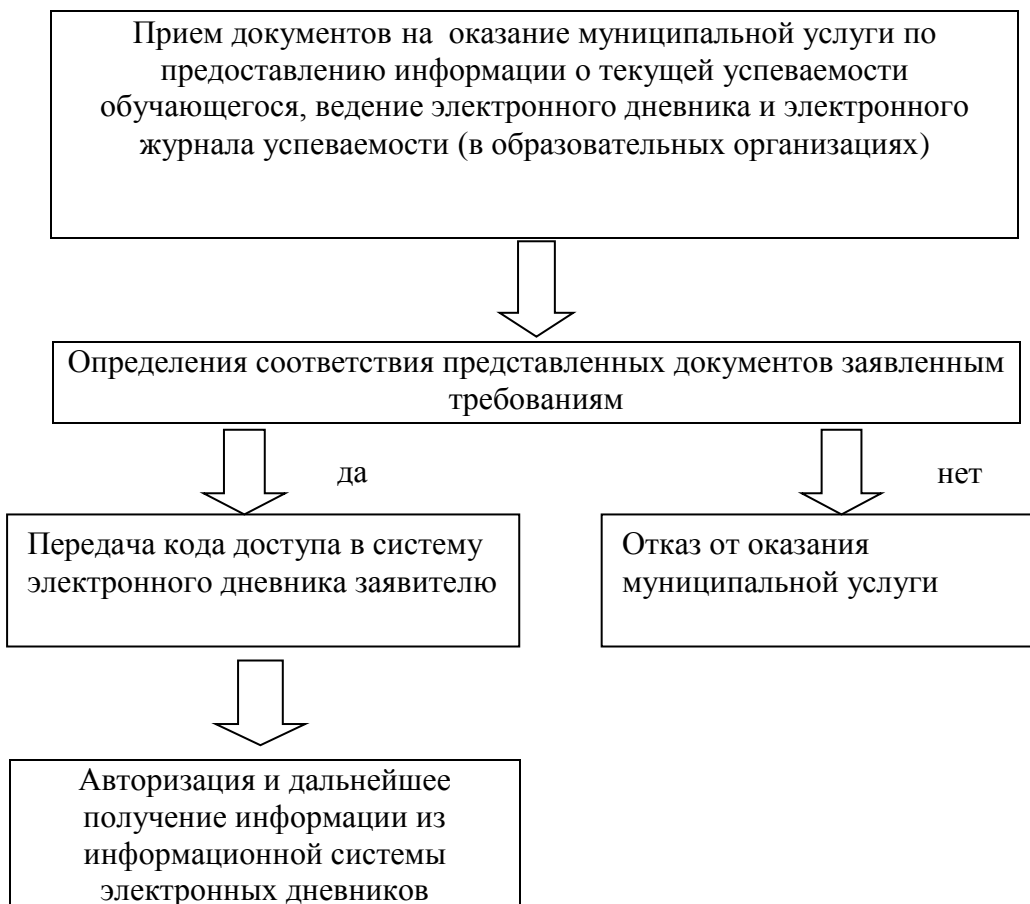 Прием документов на оказание муниципальной услуги по
предоставлению информации о текущей успеваемости
обучающегося, ведение электронного дневника и электронного
журнала успеваемости (в образовательных организациях)
Определения соответствия представленных документов заявленным
требованиям
да
нет
Передача кода доступа в систему
электронного дневника заявителю
Отказ от оказания
муниципальной услуги
Авторизация и дальнейшее
получение информации из
информационной системы
электронных дневников